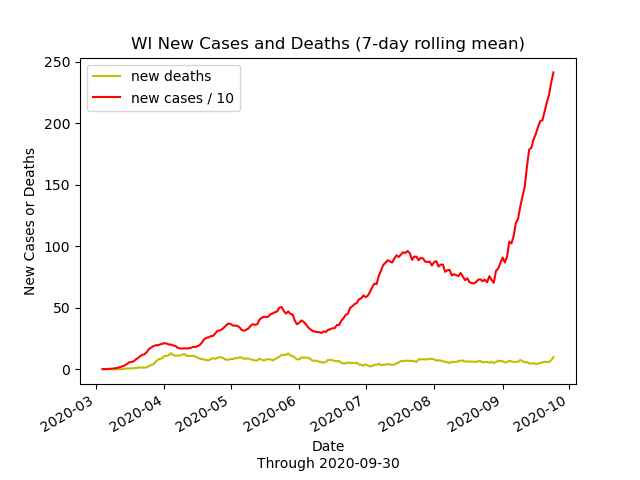 WI New Cases and Deaths (7-day rolling mean)
new deaths
new cases / 10
New Cases or Deaths
250
200
150
100
50
0
2020-03
2020-04
2020-05
2020-06
2020-07
2020-08
2020-09
2020-10
Date
Through 2020-09-30